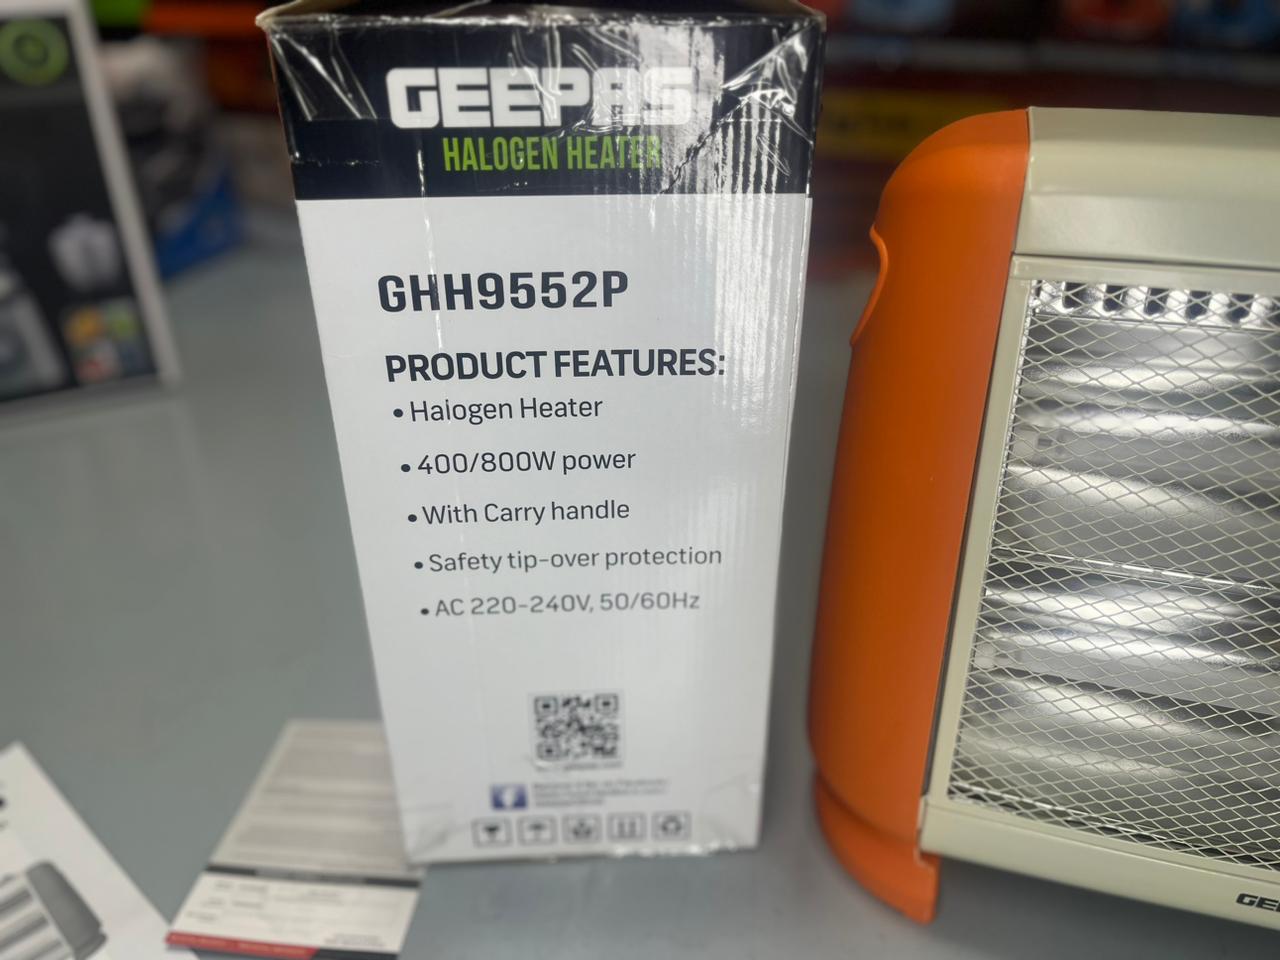 GEEPAS
HALOGEN HEATER
GHH9552P
PRODUCT FEATURES:
• Halogen Heater
• 400/800W power
• With Carry handle
• Safety tip-over protection
• AC 220-240V, 50/60Hz